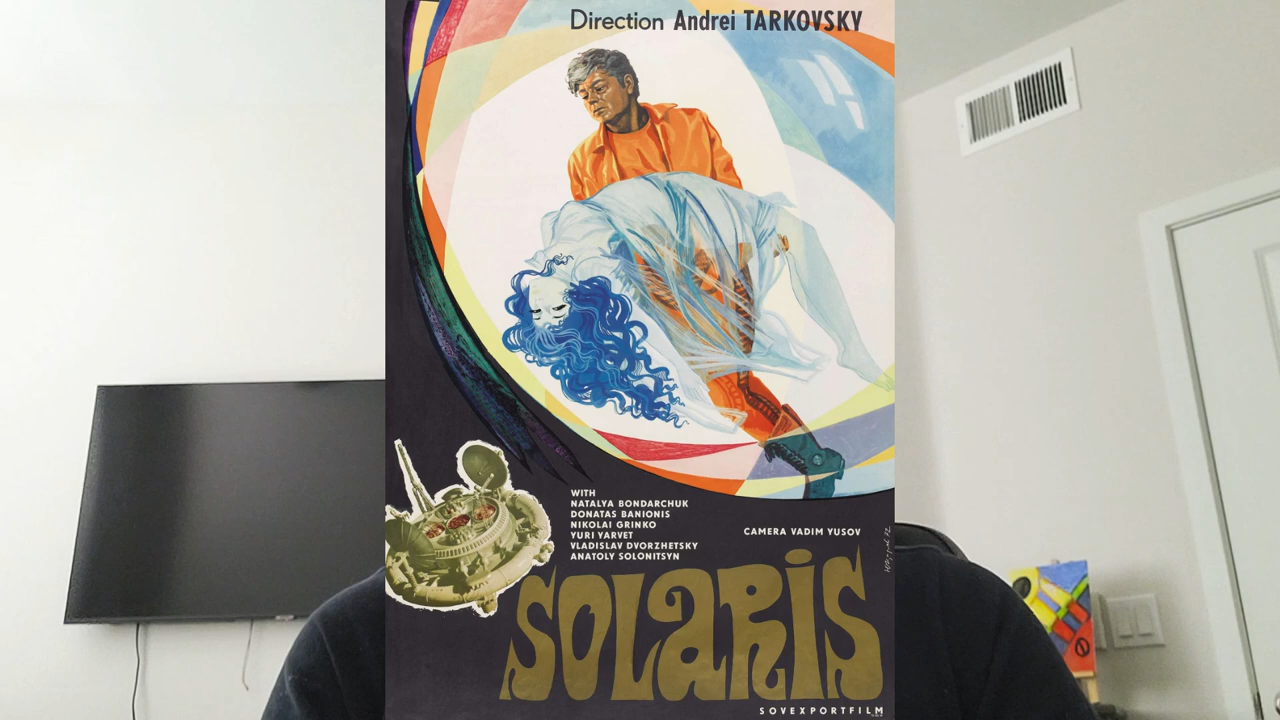 Direction Andrei TARKOVSKY
WITH
NATALYA BONDARCHUK
DONATAS BANIONIS
NIKOLAI GRINKO
YURI YARVET
VLADISLAV DVORZHETSKY
ANATOLY SOLONITSYN
CAMERA VADIM YUSOV
SOLARIS
SOVEXPORTFILM